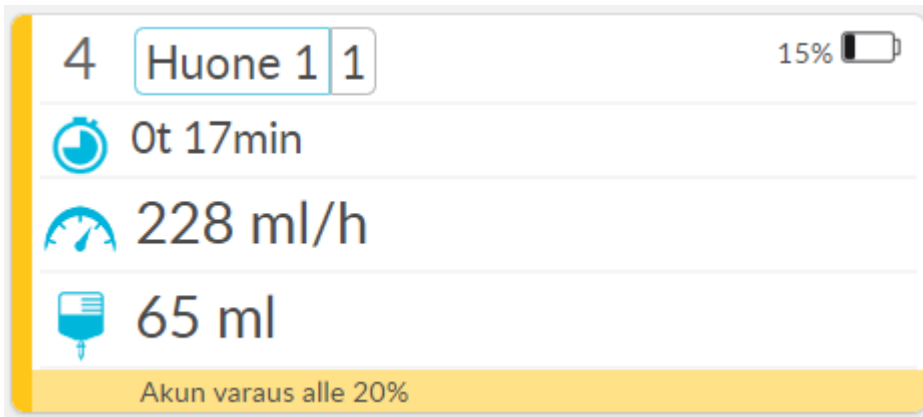 4 Huone 1 1 15%
0t 17min
228 ml/h
65 ml
Akun varaus alle 20%